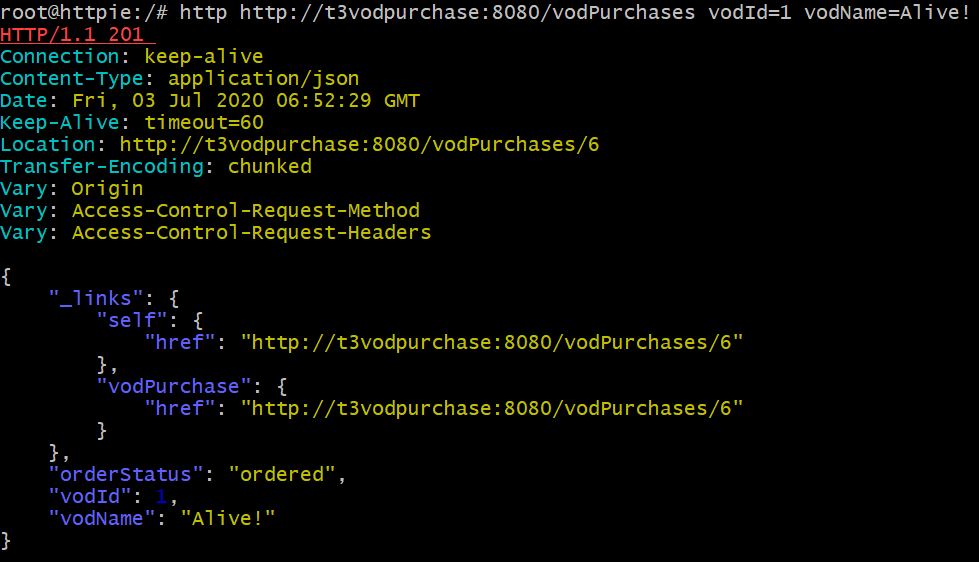 root@httpie:/# http http://t3vodpurchase:8080/vodPurchases vodId=1 vodName=Alive!
HTTP/1.1 201
Connection: keep-alive
Content-Type: application/json
Date: Fri, 03 Jul 2020 06:52:29 GMT
Keep-Alive: timeout=60
Location: http://t3vodpurchase:8080/vodPurchases/6
Transfer-Encoding: chunked
Vary: Origin
Vary: Access-Control-Request-Method
Vary: Access-Control-Request-Headers

{
    "_links": {
        "self": {
            "href": "http://t3vodpurchase:8080/vodPurchases/6"
        },
        "vodPurchase": {
            "href": "http://t3vodpurchase:8080/vodPurchases/6"
        }
    },
    "orderStatus": "ordered",
    "vodId": 1,
    "vodName": "Alive!"
}